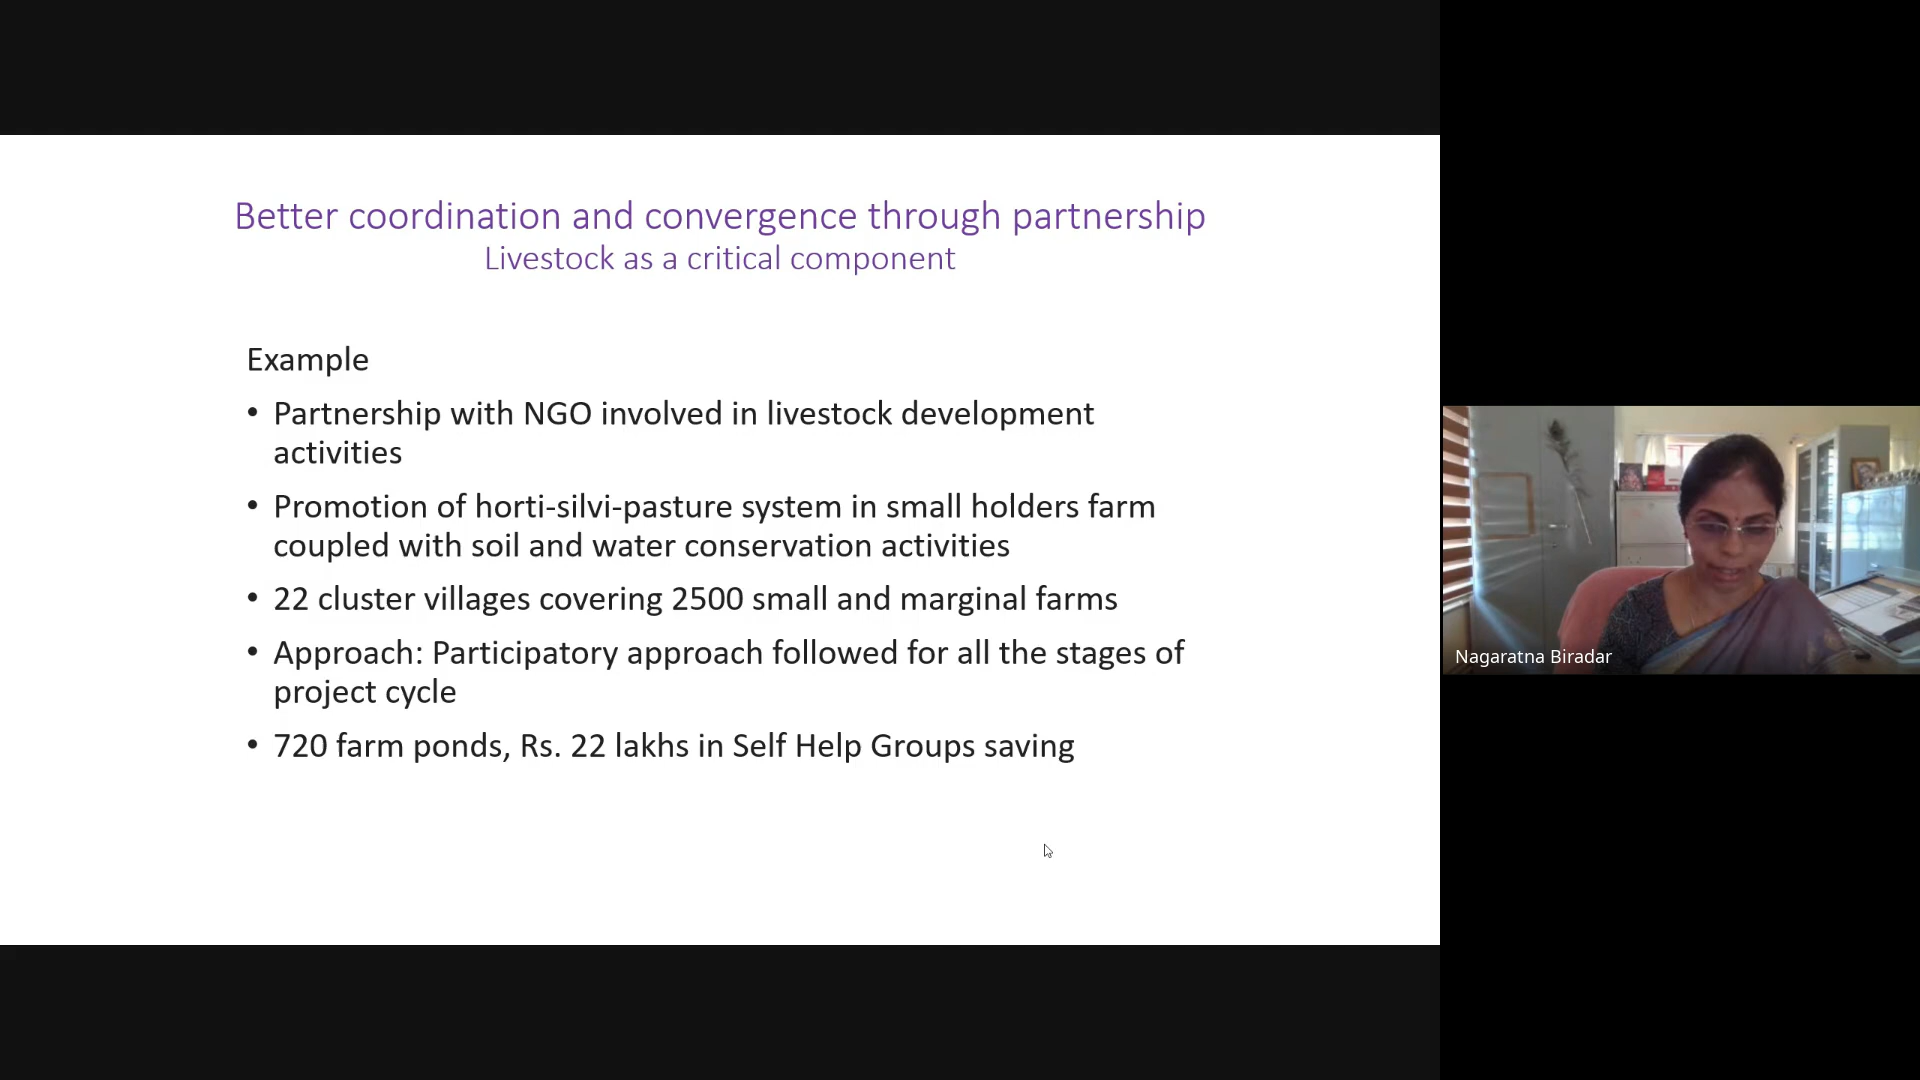 Better coordination and convergence through partnership
Livestock as a critical component
Example
• Partnership with NGO involved in livestock development
activities
• Promotion of horti-silvi-pasture system in small holders farm
coupled with soil and water conservation activities
• 22 cluster villages covering 2500 small and marginal farms
• Approach: Participatory approach followed for all the stages of
project cycle
• 720 farm ponds, Rs. 22 lakhs in Self Help Groups saving
Nagaratna Biradar